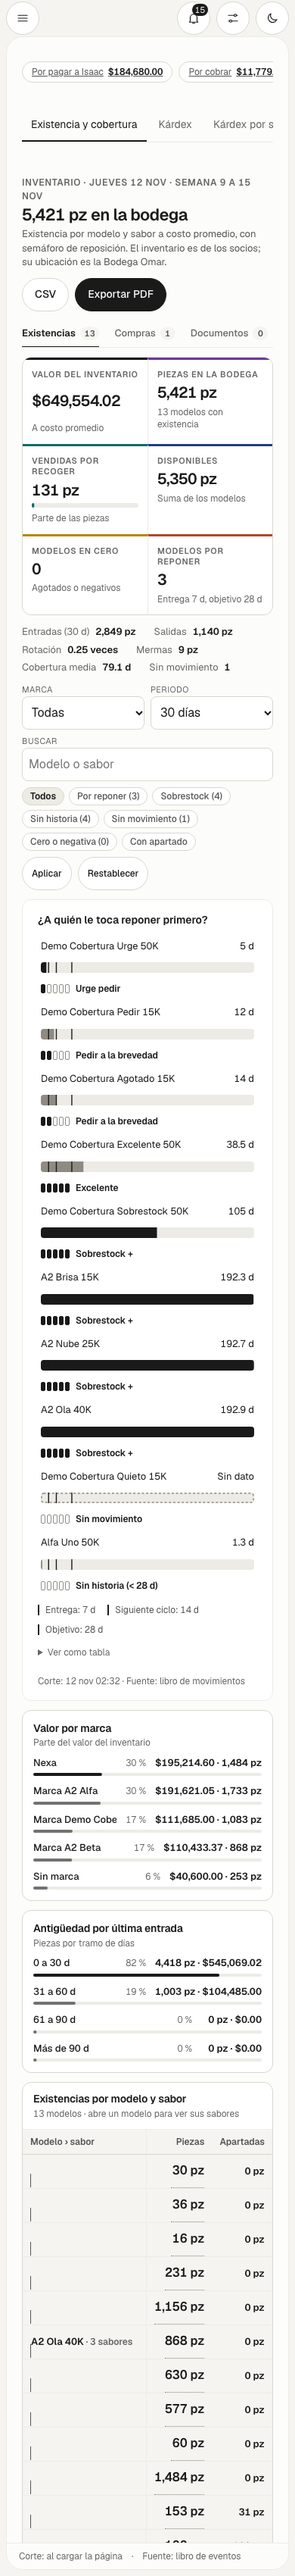 15
Por pagar a Isaac $184,680.00
Por cobrar $11,779.
Existencia y cobertura Kárdex Kárdex por s
INVENTARIO · JUEVES 12 NOV · SEMANA 9 A 15
NOV
5,421 pz en la bodega
Existencia por modelo y sabor a costo promedio, con
semáforo de reposición. El inventario es de los socios;
su ubicación es la Bodega Omar.
CSV Exportar PDF
Existencias 13 Compras 1 Documentos 0
VALOR DEL INVENTARIO
$649,554.02
A costo promedio
PIEZAS EN LA BODEGA
5,421 pz
13 modelos con
existencia
VENDIDAS POR
RECOGER
131 pz
Parte de las piezas
DISPONIBLES
5,350 pz
Suma de los modelos
MODELOS EN CERO
0
Agotados o negativos
MODELOS POR
REPONER
3
Entrega 7 d, objetivo 28 d
Entradas (30 d) 2,849 pz Salidas 1,140 pz
Rotación 0.25 veces Mermas 9 pz
Cobertura media 79.1 d Sin movimiento 1
MARCA PERIODO
Todas 30 días
BUSCAR
Modelo o sabor
Todos Por reponer (3) Sobrestock (4)
Sin historia (4) Sin movimiento (1)
Cero o negativa (0) Con apartado
Aplicar Restablecer
¿A quién le toca reponer primero?
Demo Cobertura Urge 50K 5 d
Urge pedir
Demo Cobertura Pedir 15K 12 d
Pedir a la brevedad
Demo Cobertura Agotado 15K 14 d
Pedir a la brevedad
Demo Cobertura Excelente 50K 38.5 d
Excelente
Demo Cobertura Sobrestock 50K 105 d
Sobrestock +
A2 Brisa 15K 192.3 d
Sobrestock +
A2 Nube 25K 192.7 d
Sobrestock +
A2 Ola 40K 192.9 d
Sobrestock +
Demo Cobertura Quieto 15K Sin dato
Sin movimiento
Alfa Uno 50K 1.3 d
Sin historia (< 28 d)
Entrega: 7 d Siguiente ciclo: 14 d
Objetivo: 28 d
Ver como tabla
Corte: 12 nov 02:32 · Fuente: libro de movimientos
Valor por marca
Parte del valor del inventario
Nexa 30 % $195,214.60 · 1,484 pz
Marca A2 Alfa 30 % $191,621.05 · 1,733 pz
Marca Demo Cobe 17 % $111,685.00 · 1,083 pz
Marca A2 Beta 17 % $110,433.37 · 868 pz
Sin marca 6 % $40,600.00 · 253 pz
Antigüedad por última entrada
Piezas por tramo de días
0 a 30 d 82 % 4,418 pz · $545,069.02
31 a 60 d 19 % 1,003 pz · $104,485.00
61 a 90 d 0 % 0 pz · $0.00
Más de 90 d 0 % 0 pz · $0.00
Existencias por modelo y sabor
13 modelos · abre un modelo para ver sus sabores
Modelo › sabor Piezas Apartadas
30 pz 0 pz
36 pz 0 pz
16 pz 0 pz
231 pz 0 pz
1,156 pz 0 pz
A2 Ola 40K · 3 sabores 868 pz 0 pz
630 pz 0 pz
577 pz 0 pz
60 pz 0 pz
1,484 pz 0 pz
153 pz 31 pz
Corte: al cargar la página · Fuente: libro de eventos